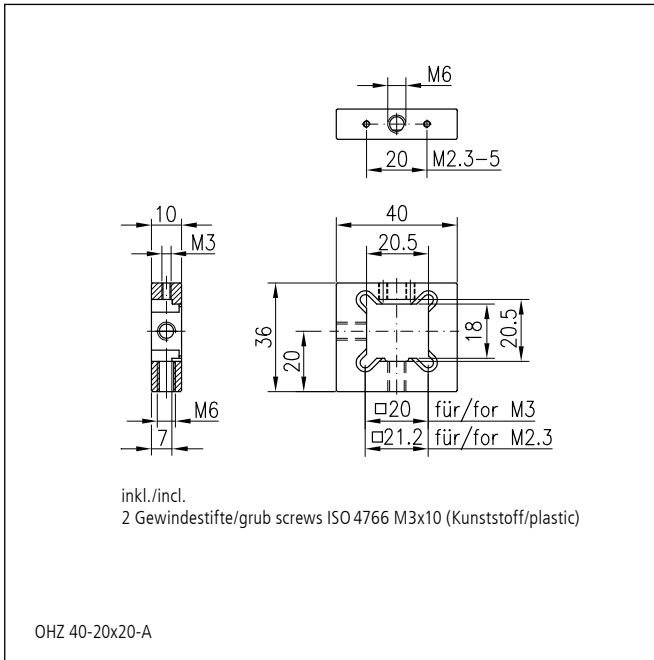 M6
20 M2.3-5
10
M3
40
20.5
36
20
18
20.5
M6
7
□20 für/for M3
□21.2 für/for M2.3
inkl./incl.
2 Gewindestifte/grub screws ISO 4766 M3x10 (Kunststoff/plastic)
OHZ 40-20x20-A